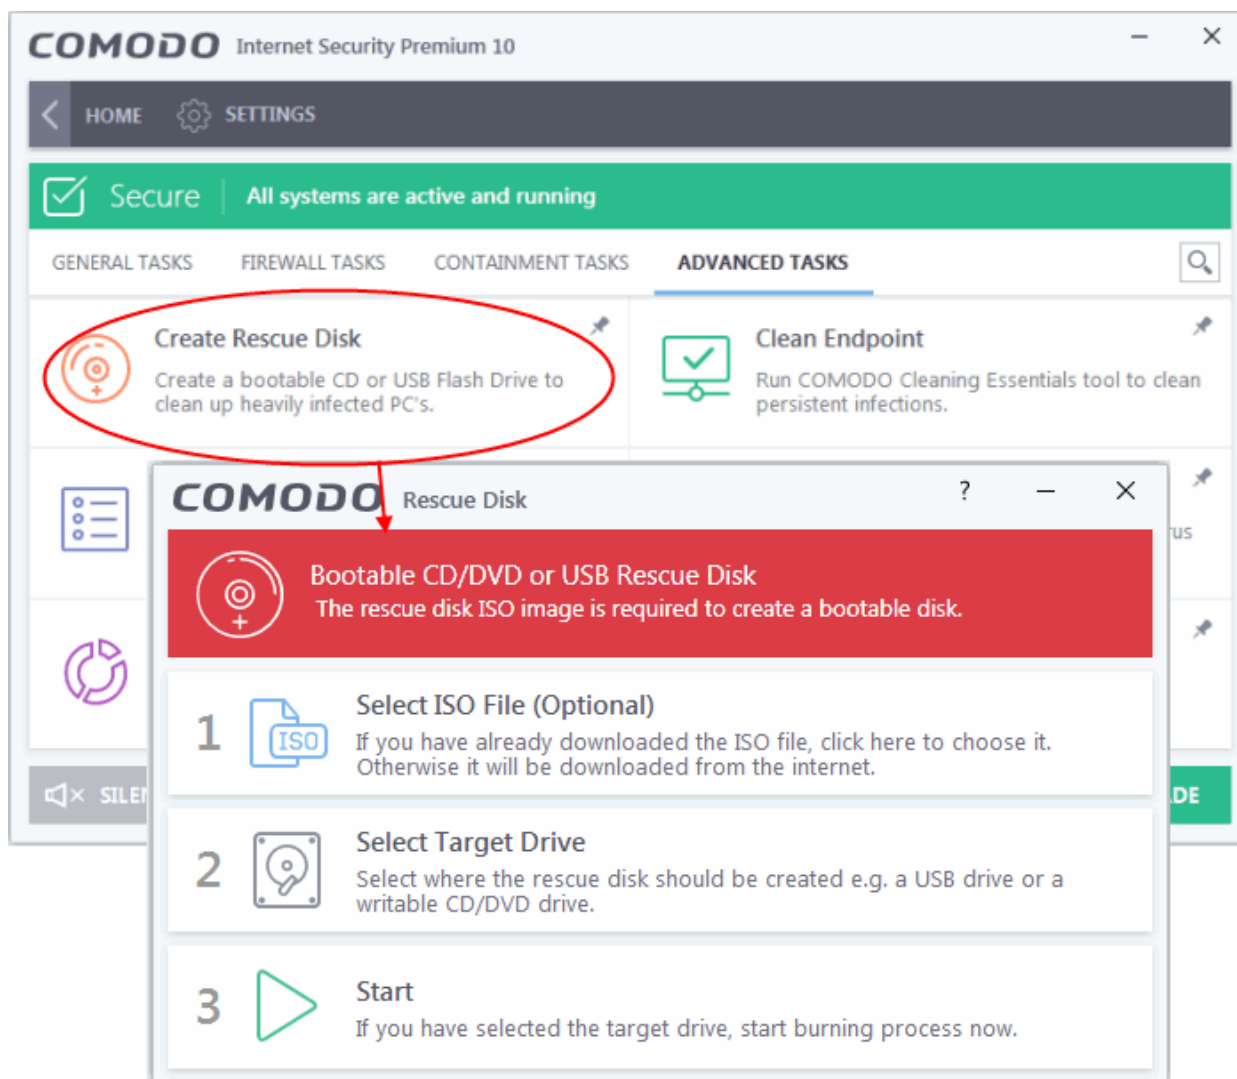 COMODO Internet Security Premium 10
HOME SETTINGS
Secure All systems are active and running
GENERAL TASKS FIREWALL TASKS CONTAINMENT TASKS ADVANCED TASKS
Create Rescue Disk
Create a bootable CD or USB Flash Drive to
clean up heavily infected PC's.
Clean Endpoint
Run COMODO Cleaning Essentials tool to clean
persistent infections.
COMODO Rescue Disk ?
Bootable CD/DVD or USB Rescue Disk
The rescue disk ISO image is required to create a bootable disk.
1 ISO Select ISO File (Optional)
If you have already downloaded the ISO file, click here to choose it.
Otherwise it will be downloaded from the internet.
2 Select Target Drive
Select where the rescue disk should be created e.g. a USB drive or a
writable CD/DVD drive.
3 Start
If you have selected the target drive, start burning process now.